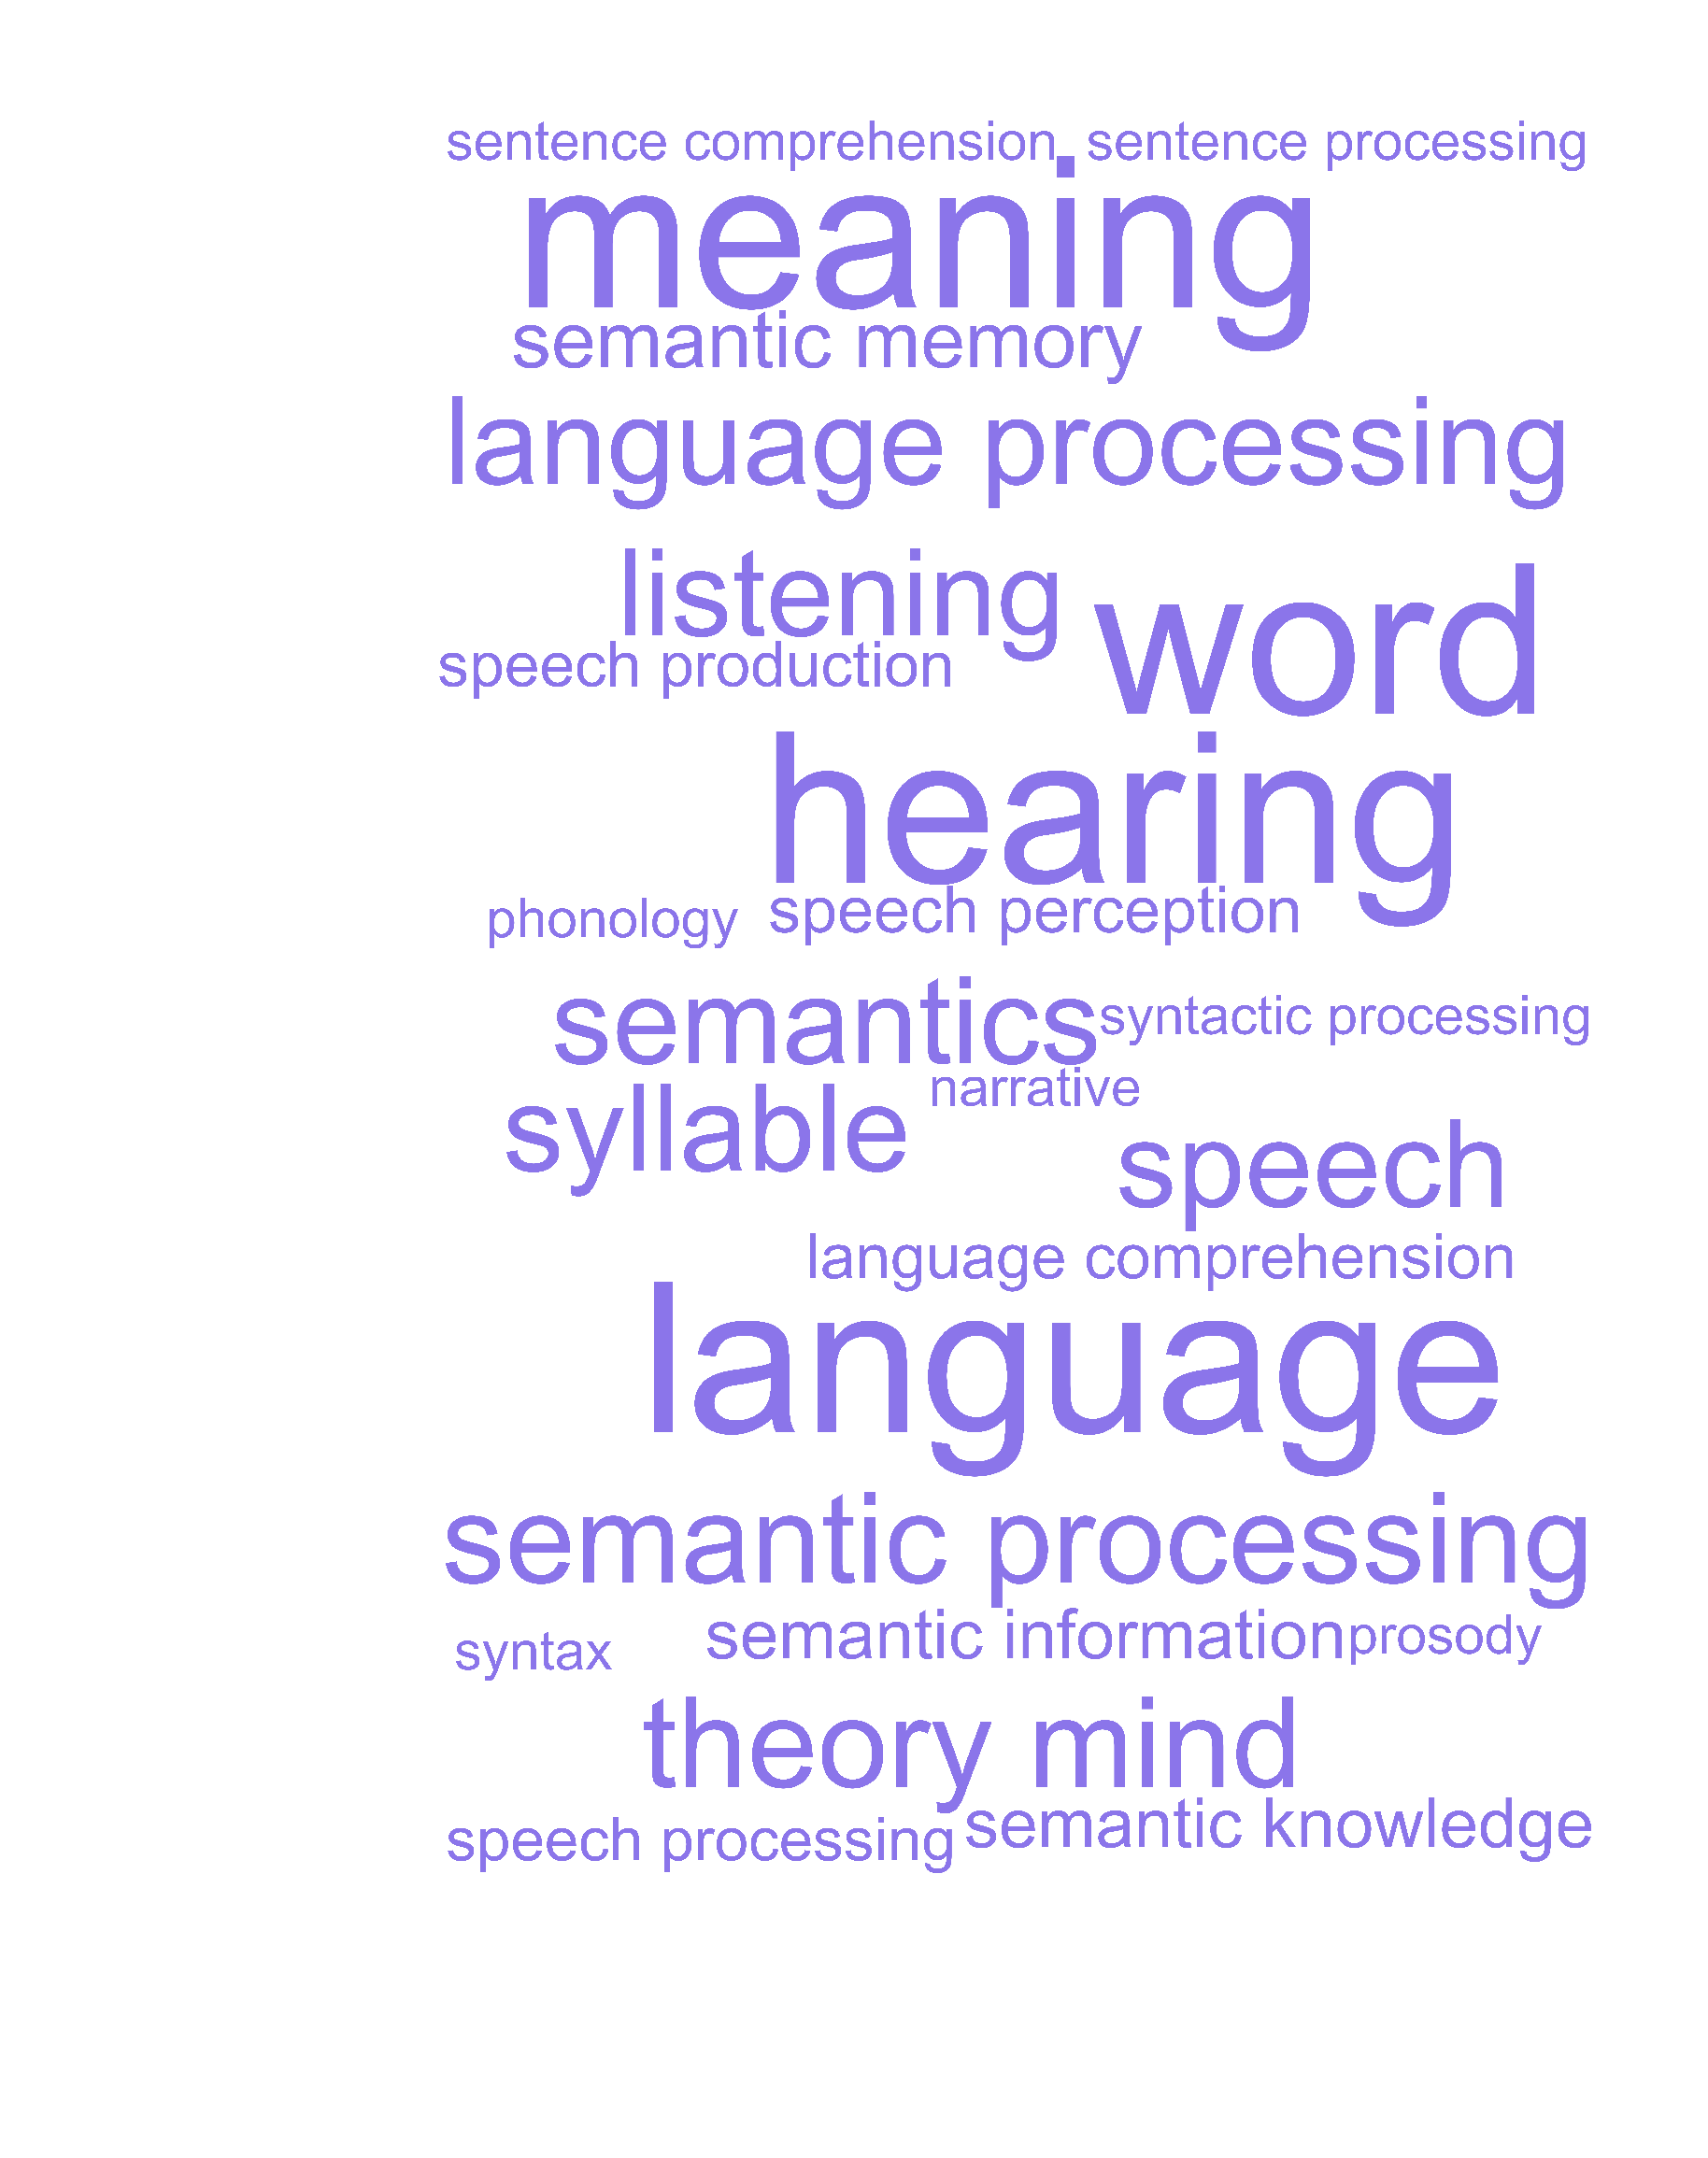 sentence comprehension sentence processing
meaning
semantic memory
language processing
listening
word
speech production
hearing
phonology speech perception
semantics syntactic processing
narrative
syllable
speech
language comprehension
language
semantic processing
semantic information prosody
syntax
theory mind
speech processing semantic knowledge